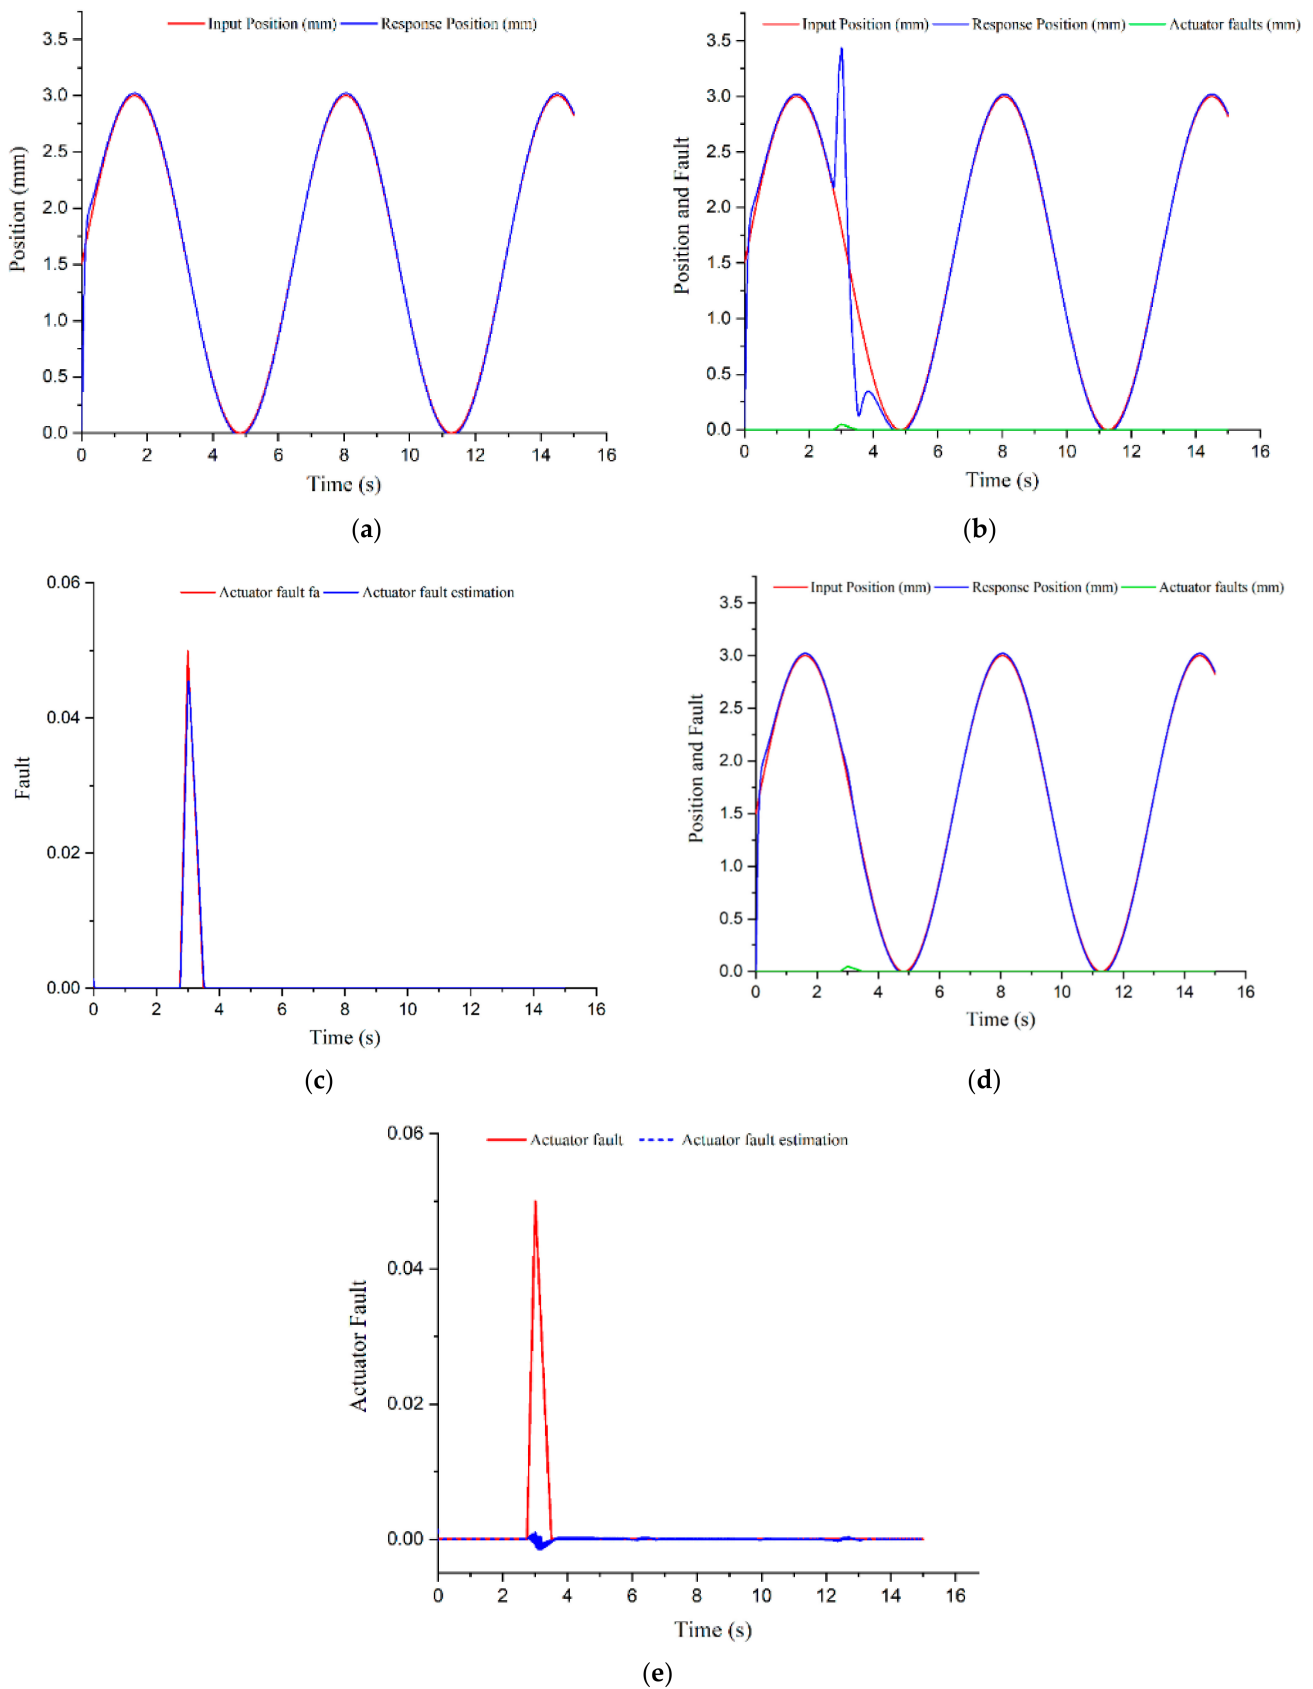 Input Position (mm) Response Position (mm)
3.5
3.0
2.5
2.0
1.5
1.0
0.5
0.0
Position (mm)
0 2 4 6 8 10 12 14 16
Time (s)
(a)
Input Position (mm) Response Position (mm) Actuator faults (mm)
3.5
3.0
2.5
2.0
1.5
1.0
0.5
0.0
Position and Fault
0 2 4 6 8 10 12 14 16
Time (s)
(b)
0.06
Actuator fault fa Actuator fault estimation
0.04
Fault
0.02
0.00
0 2 4 6 8 10 12 14 16
Time (s)
(c)
Input Position (mm) Response Position (mm) Actuator faults (mm)
3.5
3.0
2.5
2.0
1.5
1.0
0.5
0.0
Position and Fault
0 2 4 6 8 10 12 14 16
Time (s)
(d)
0.06
Actuator fault Actuator fault estimation
0.04
Actuator Fault
0.02
0.00
0 2 4 6 8 10 12 14 16
Time (s)
(e)